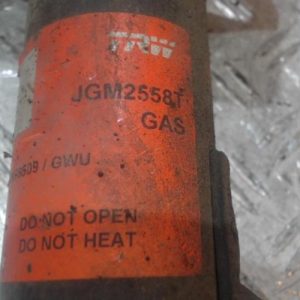 TRW
JGM2558T
GAS
/ GWU
DO NOT OPEN
DO NOT HEAT